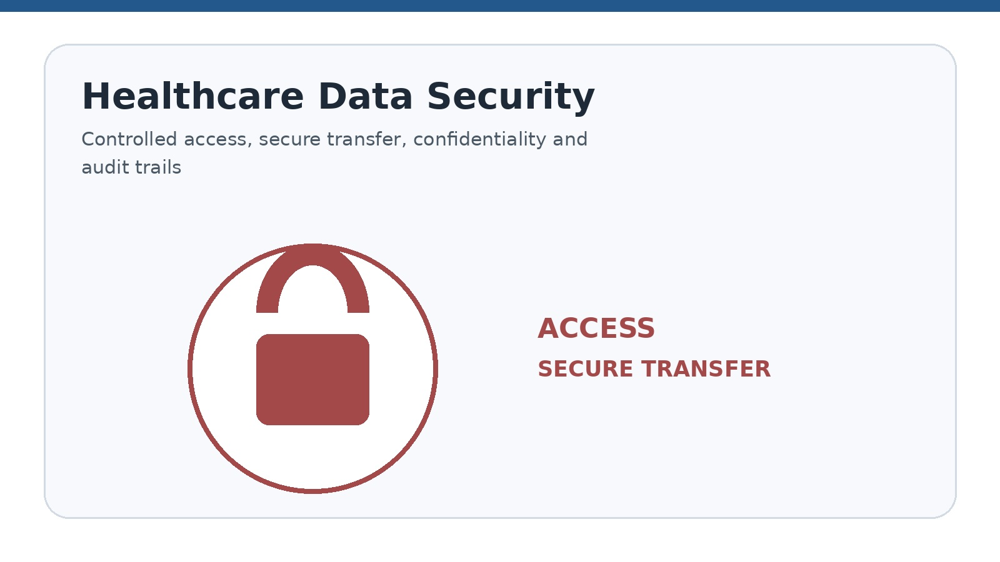 Healthcare Data Security
Controlled access, secure transfer, confidentiality and
audit trails
ACCESS
SECURE TRANSFER